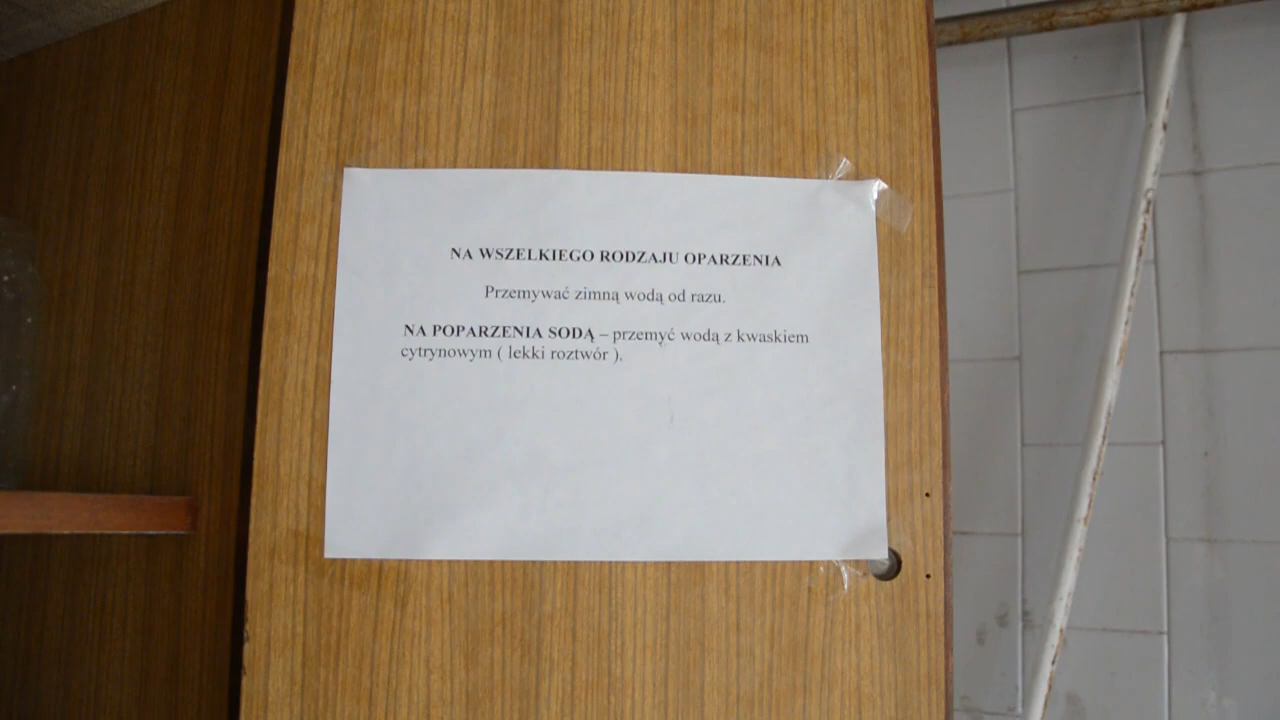 NA WSZELKIEGO RODZAJU OPARZENIA
Przemywać zimną wodą od razu.
NA POPARZENIA SODĄ – przemyć wodą z kwaskiem
cytrynowym ( lekki roztwór ).